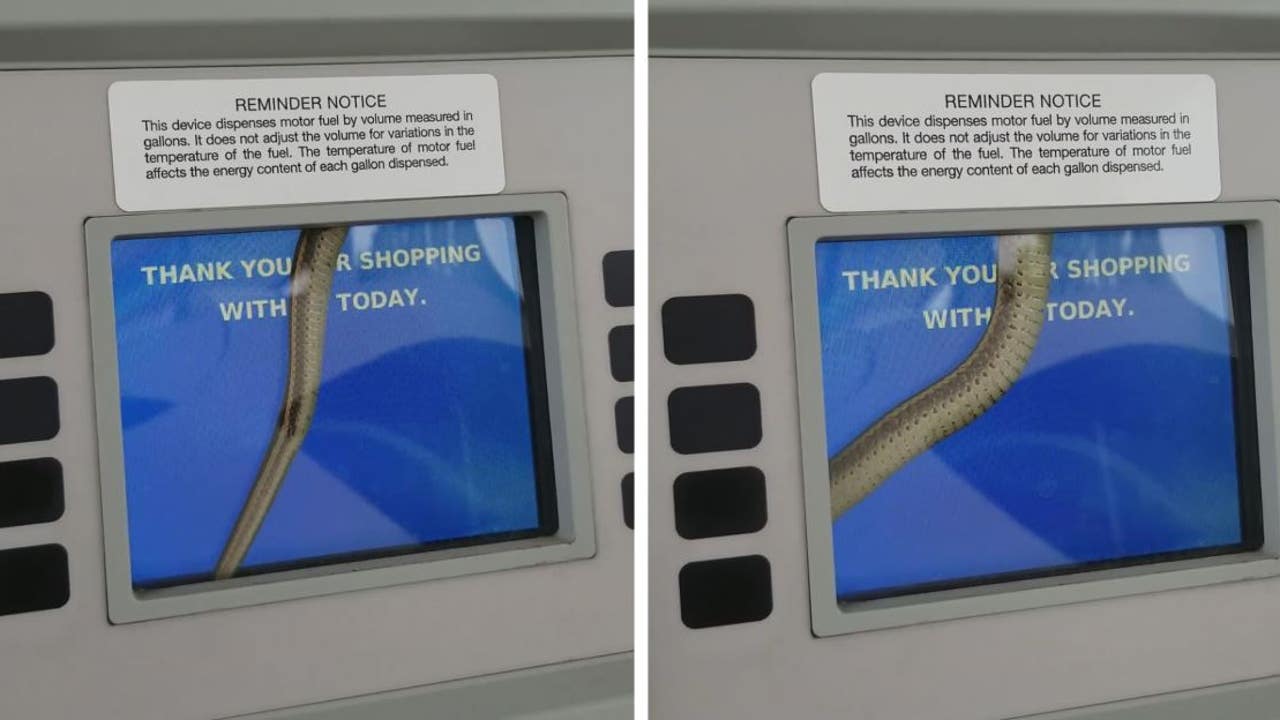 REMINDER NOTICE
This device dispenses motor fuel by volume measured in
gallons. It does not adjust the volume for variations in the
temperature of the fuel. The temperature of motor fuel
affects the energy content of each gallon dispensed.
THANK YOU R SHOPPING
WITH TODAY.
REMINDER NOTICE
This device dispenses motor fuel by volume measured in
gallons. It does not adjust the volume for variations in the
temperature of the fuel. The temperature of motor fuel
affects the energy content of each gallon dispensed.
THANK YOU R SHOPPING
WITH TODAY.